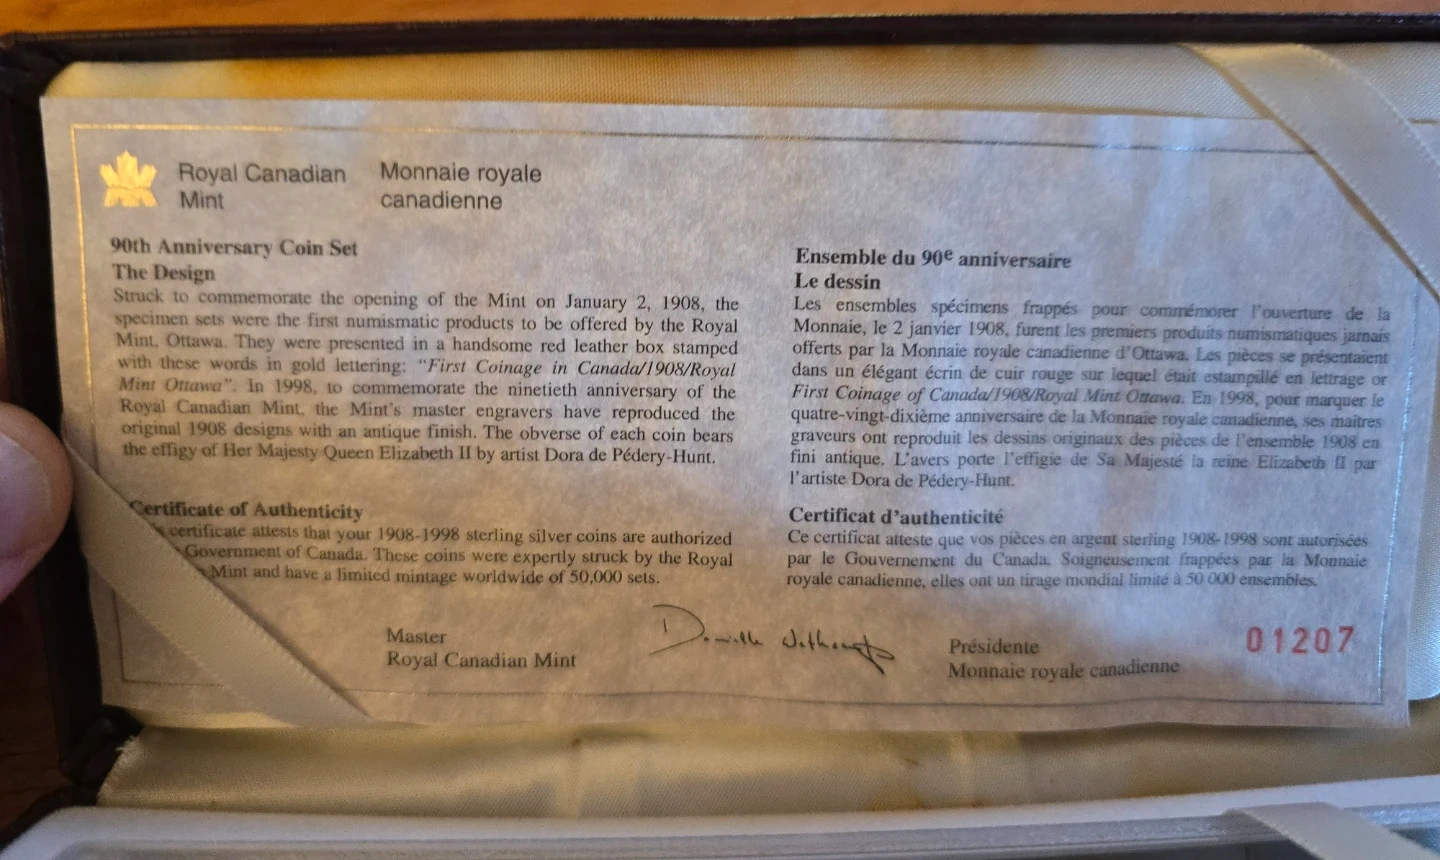 Royal Canadian
Mint
Monnaie royale
canadienne
90th Anniversary Coin Set
The Design
Struck to commemorate the opening of the Mint on January 2, 1908, the
specimen sets were the first numismatic products to be offered by the Royal
Mint, Ottawa. They were presented in a handsome red leather box stamped
with these words in gold lettering: "First Coinage in Canada/1908/Royal
Mint Ottawa". In 1998, to commemorate the ninetieth anniversary of the
Royal Canadian Mint, the Mint's master engravers have reproduced the
original 1908 designs with an antique finish. The obverse of each coin bears
the effigy of Her Majesty Queen Elizabeth II by artist Dora de Pédery-Hunt.
Certificate of Authenticity
certificate attests that your 1908-1998 sterling silver coins are authorized
Government of Canada. These coins were expertly struck by the Royal
Mint and have a limited mintage worldwide of 50,000 sets.
Ensemble du 90e anniversaire
Le dessin
Les ensembles spécimens frappés pour commémorer l'ouverture de la
Monnaie, le 2 janvier 1908, furent les premiers produits numismatiques jamais
offerts par la Monnaie royale canadienne d'Ottawa. Les pièces se présentaient
dans un élégant écrin de cuir rouge sur lequel était estampillé en lettrage or
First Coinage of Canada/1908/Royal Mint Ottawa. En 1998, pour marquer le
quatre-vingt-dixième anniversaire de la Monnaie royale canadienne, ses maîtres
graveurs ont reproduit les dessins originaux des pièces de l'ensemble 1908 en
fini antique. L'avers porte l'effigie de Sa Majesté la reine Elizabeth II par
l'artiste Dora de Pédery-Hunt.
Certificat d'authenticité
Ce certificat atteste que vos pièces en argent sterling 1908-1998 sont autorisées
par le Gouvernement du Canada. Soigneusement frappées par la Monnaie
royale canadienne, elles ont un tirage mondial limité à 50 000 ensembles.
Master
Royal Canadian Mint
Présidente
Monnaie royale canadienne
01207